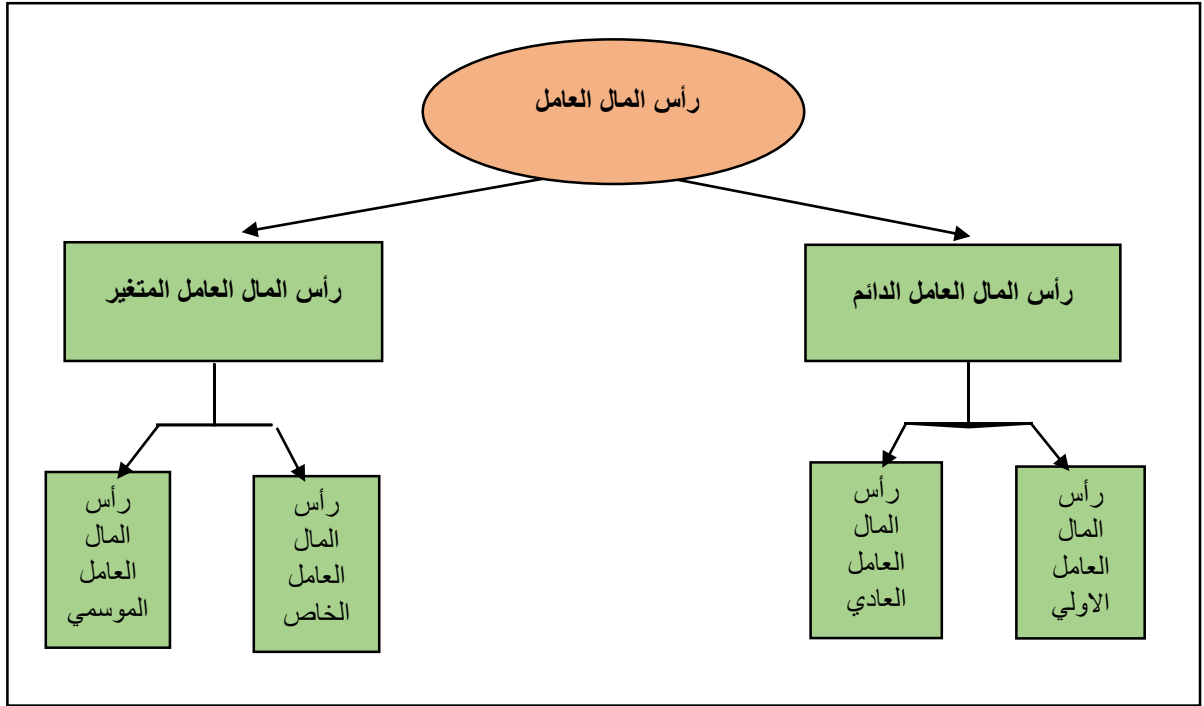 رأس المال العامل
رأس المال العامل الدائم
رأس المال العامل المتغير
رأس
المال
العامل
الاولي
رأس
المال
العامل
العادي
رأس
المال
العامل
الخاص
رأس
المال
العامل
الموسمي